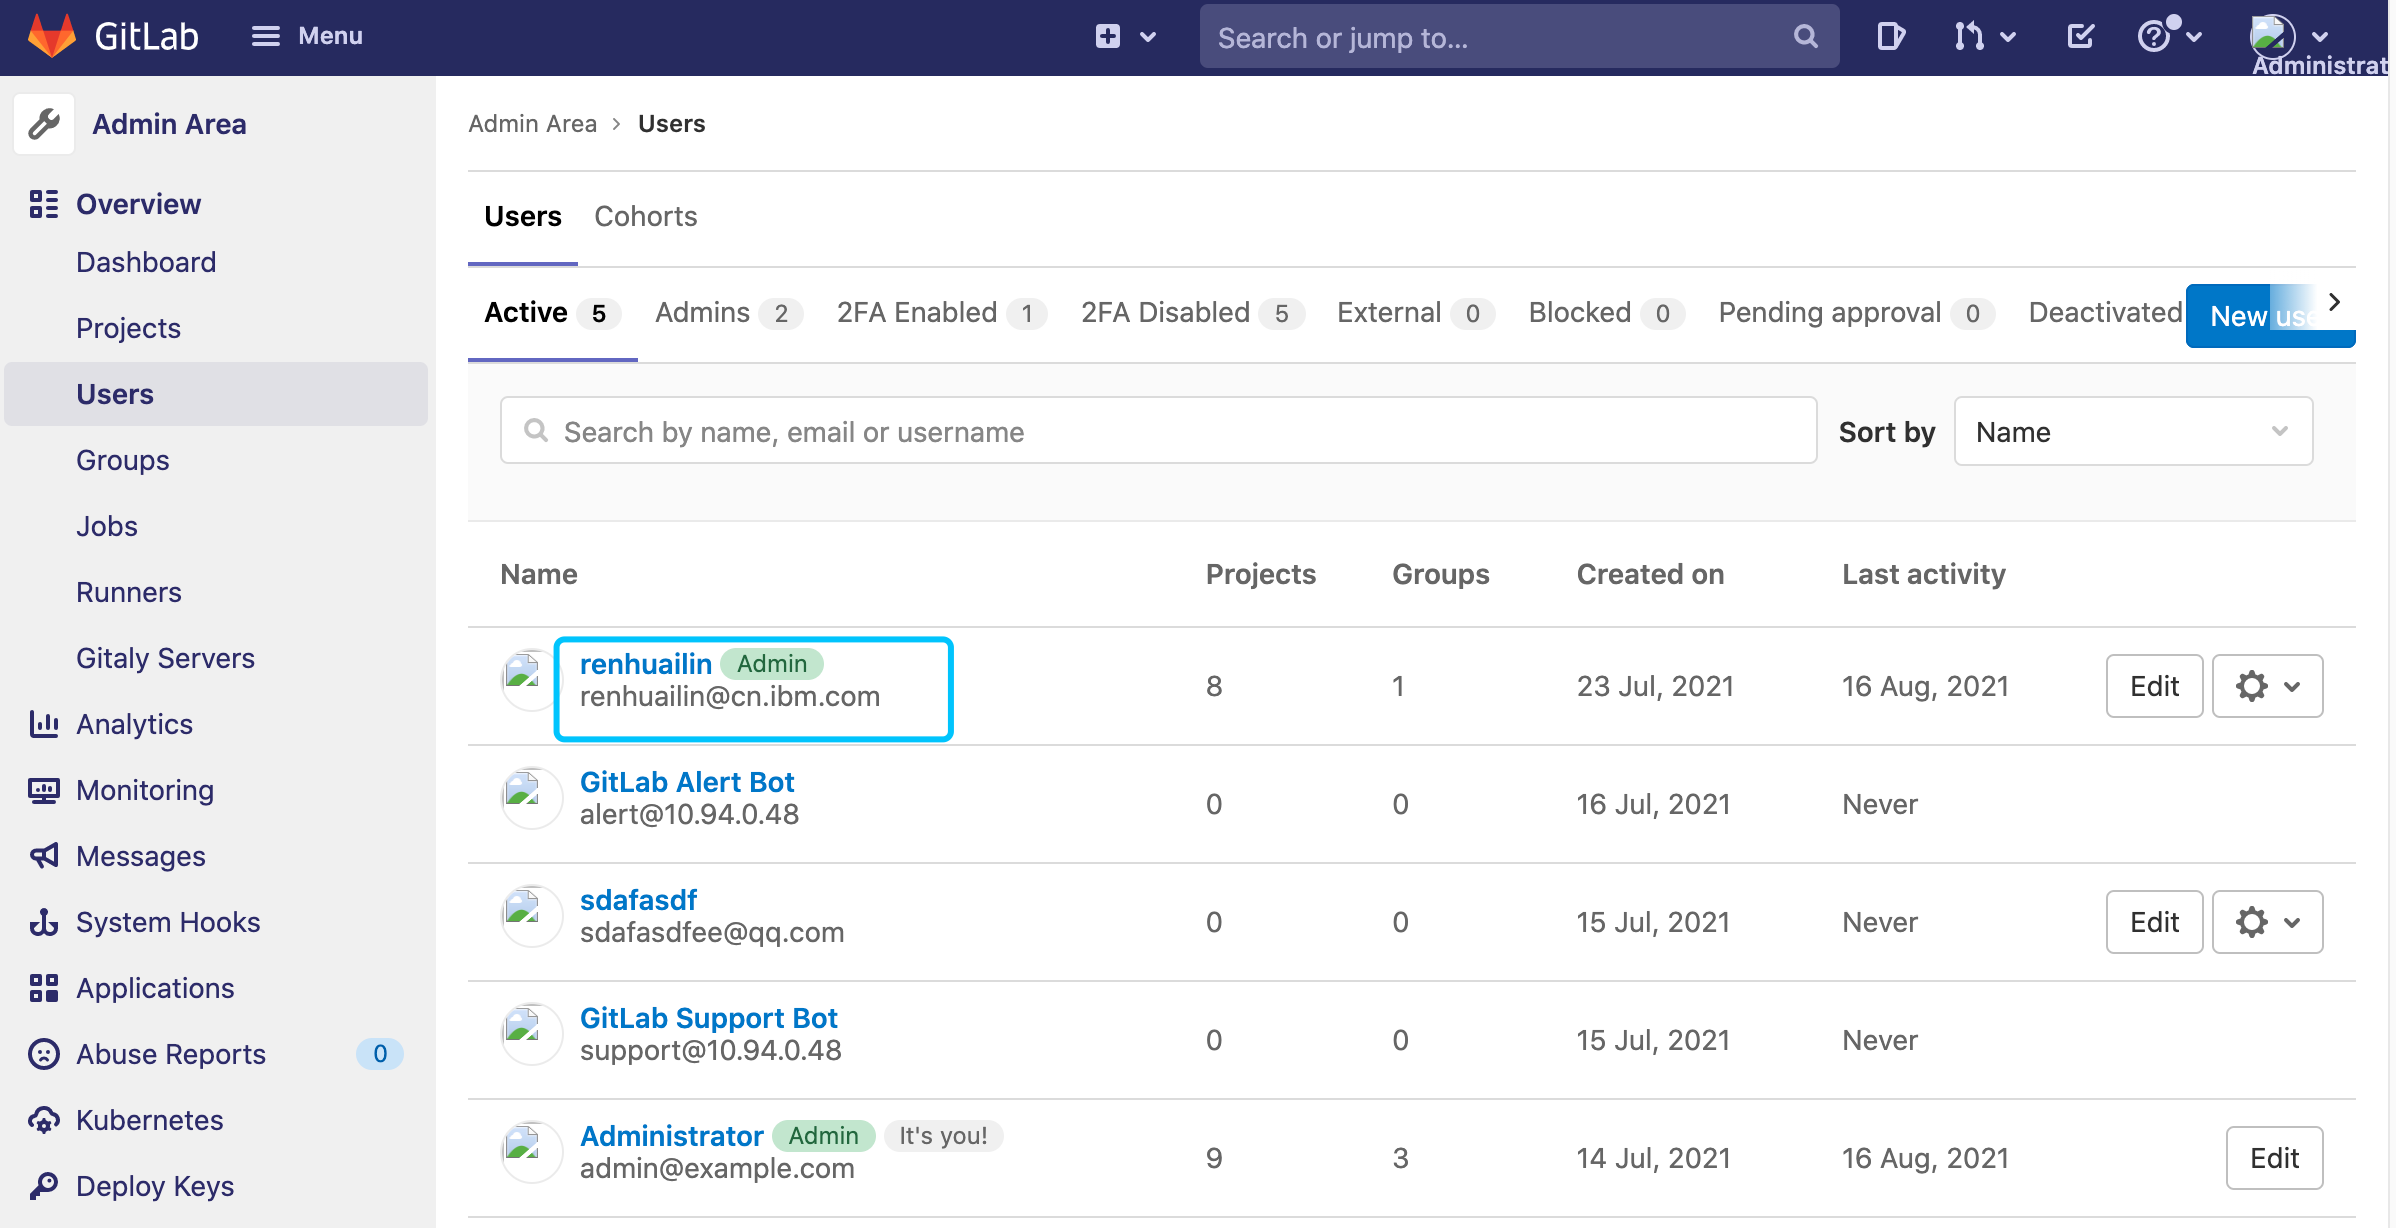 GitLab
Menu
Search or jump to...
Administrat
Admin Area
Overview
Dashboard
Projects
Users
Groups
Jobs
Runners
Gitaly Servers
Analytics
Monitoring
Messages
System Hooks
Applications
Abuse Reports 0
Kubernetes
Deploy Keys
Admin Area > Users
Users Cohorts
Active 5 Admins 2 2FA Enabled 1 2FA Disabled 5 External 0 Blocked 0 Pending approval 0 Deactivated New use
Search by name, email or username
Sort by Name
Name Projects Groups Created on Last activity
renhuailin Admin
renhuailin@cn.ibm.com
8 1 23 Jul, 2021 16 Aug, 2021 Edit
GitLab Alert Bot
alert@10.94.0.48
0 0 16 Jul, 2021 Never
sdafasdf
sdafasdfee@qq.com
0 0 15 Jul, 2021 Never Edit
GitLab Support Bot
support@10.94.0.48
0 0 15 Jul, 2021 Never
Administrator Admin It's you!
admin@example.com
9 3 14 Jul, 2021 16 Aug, 2021 Edit